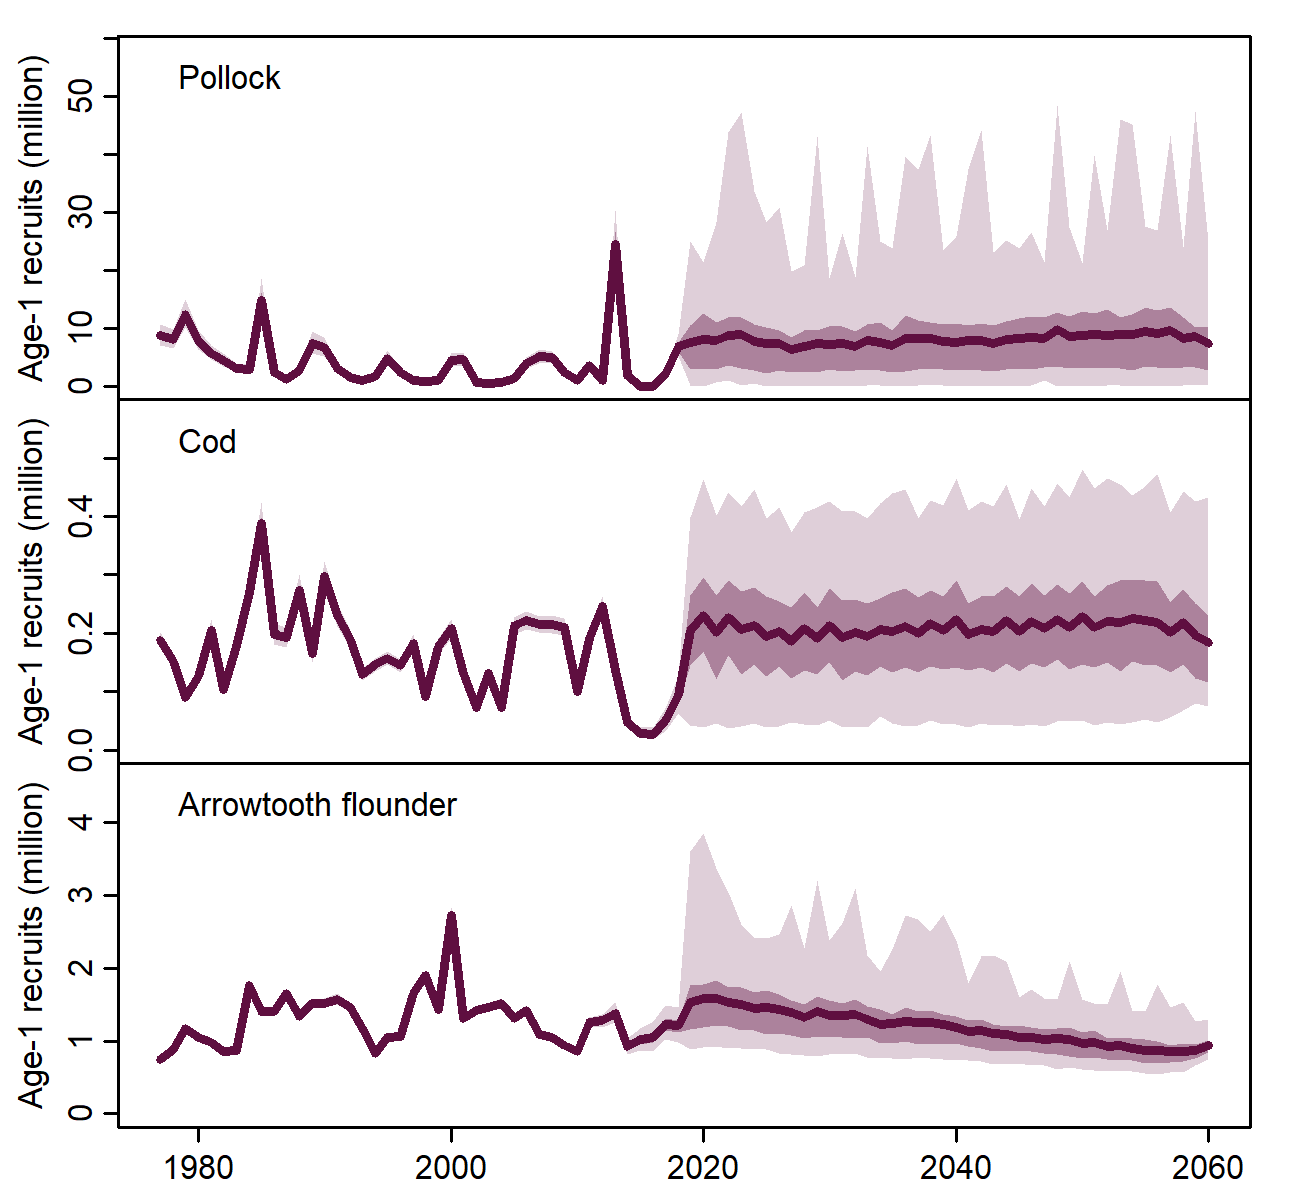 Pollock
Age-1 recruits (million)
50
30
10
0
Cod
Age-1 recruits (million)
0.4
0.2
0.0
Arrowtooth flounder
Age-1 recruits (million)
4
3
2
1
0
1980 2000 2020 2040 2060